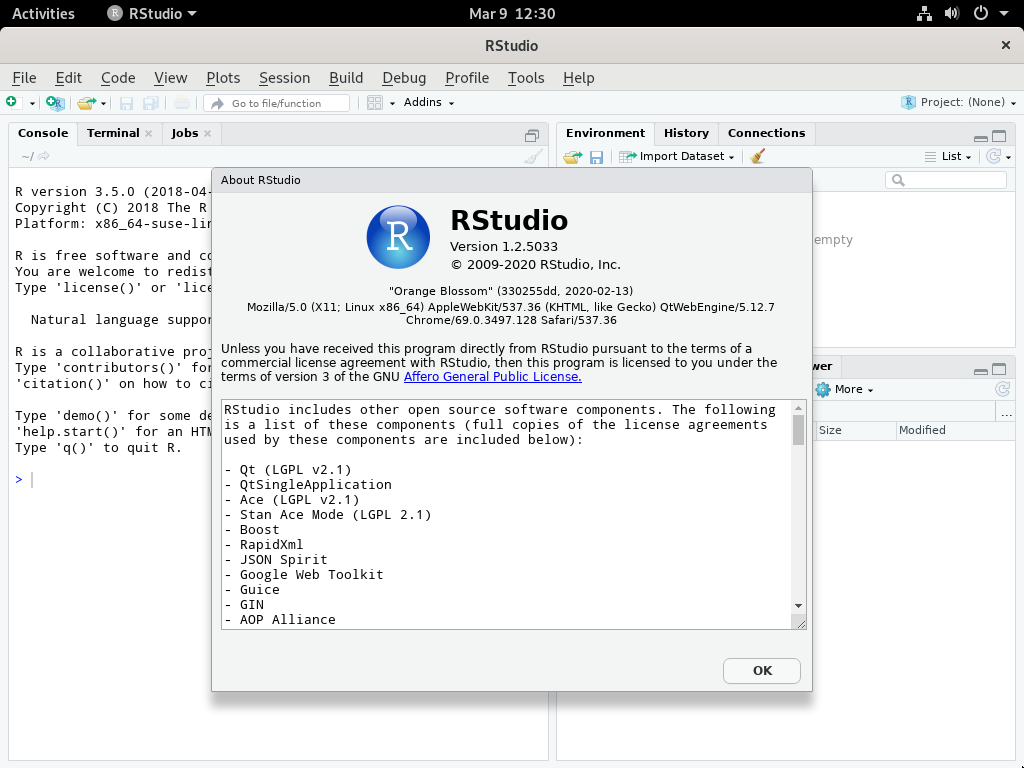 Activities RStudio Mar 9 12:30
RStudio
File Edit Code View Plots Session Build Debug Profile Tools Help
Go to file/function Addins Project: (None)
Console Terminal Jobs
~/
Environment History Connections
Import Dataset List
empty
R version 3.5.0 (2018-04-
Copyright (C) 2018 The R
Platform: x86_64-suse-lin
R is free software and co
You are welcome to redist
Type 'license()' or 'lice
Natural language suppor
R is a collaborative proj
Type 'contributors()' for
'citation()' on how to ci
Type 'demo()' for some de
'help.start()' for an HTM
Type 'q()' to quit R.
>
About RStudio
R
RStudio
Version 1.2.5033
© 2009-2020 RStudio, Inc.
"Orange Blossom" (330255dd, 2020-02-13)
Mozilla/5.0 (X11; Linux x86_64) AppleWebKit/537.36 (KHTML, like Gecko) QtWebEngine/5.12.7
Chrome/69.0.3497.128 Safari/537.36
Unless you have received this program directly from RStudio pursuant to the terms of a
commercial license agreement with RStudio, then this program is licensed to you under the
terms of version 3 of the GNU Affero General Public License.
RStudio includes other open source software components. The following
is a list of these components (full copies of the license agreements
used by these components are included below):
- Qt (LGPL v2.1)
- QtSingleApplication
- Ace (LGPL v2.1)
- Stan Ace Mode (LGPL 2.1)
- Boost
- RapidXml
- JSON Spirit
- Google Web Toolkit
- Guice
- GIN
- AOP Alliance
OK
wer
More
...
Size Modified